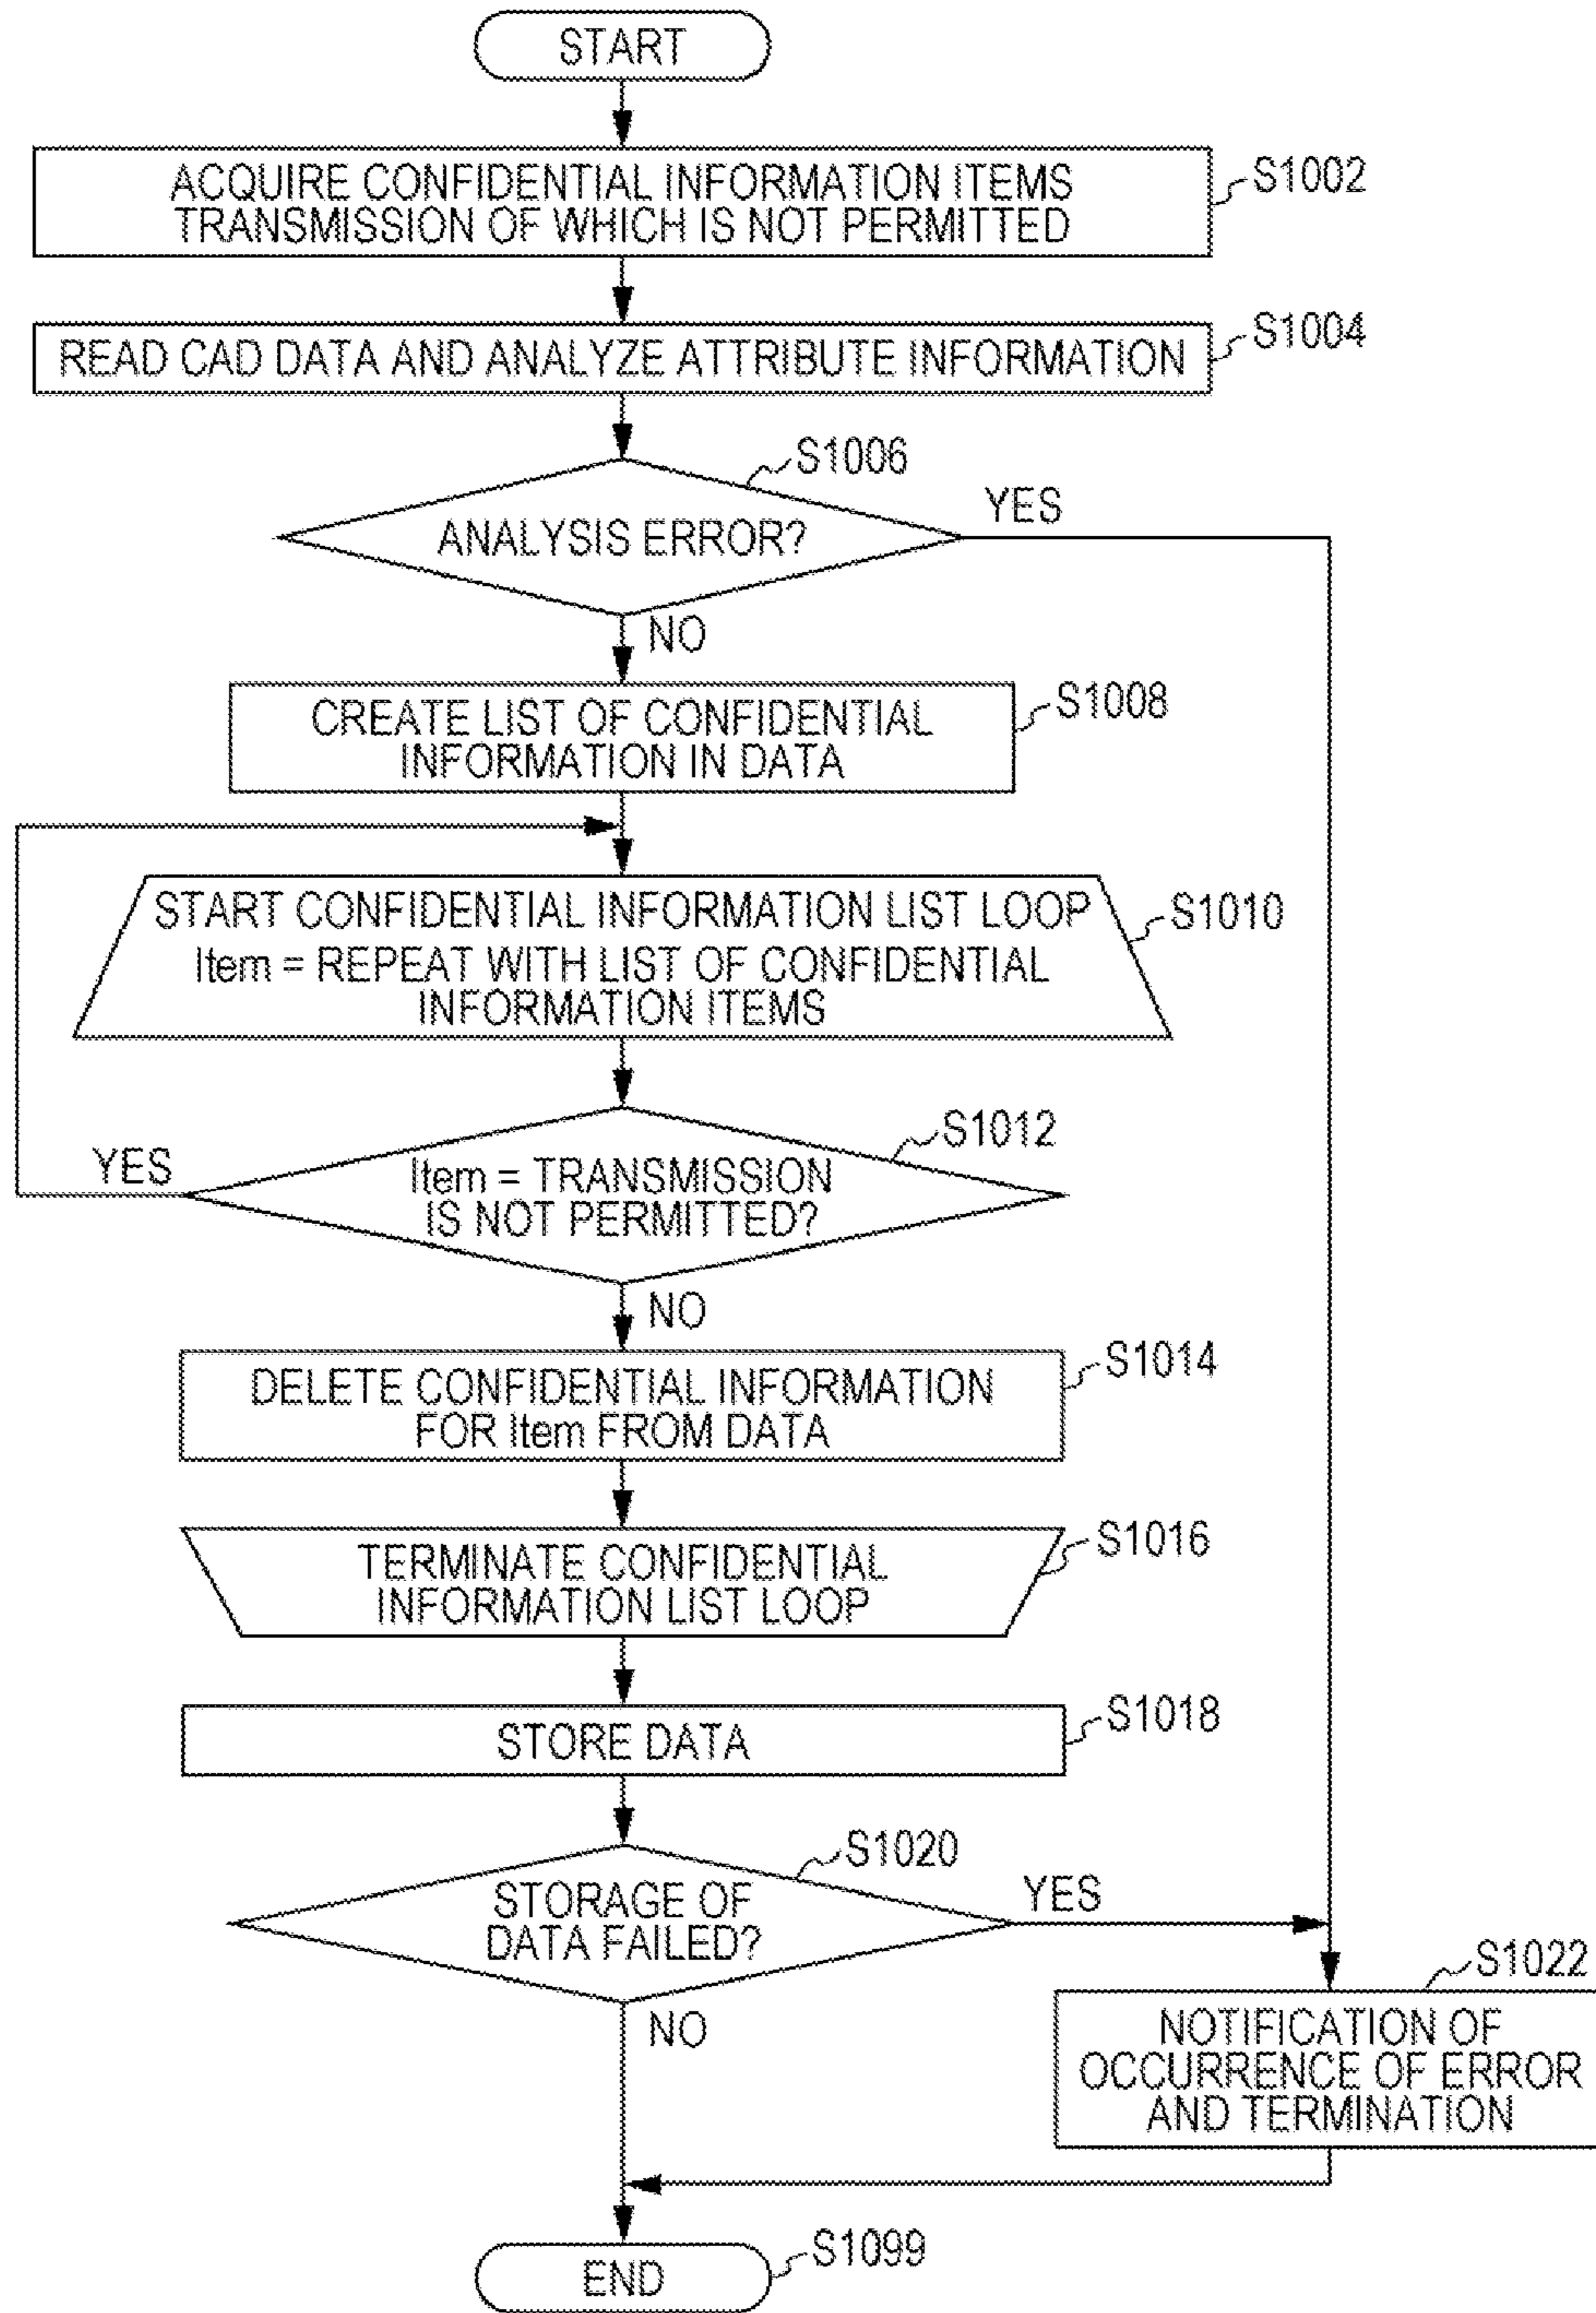 START
ACQUIRE CONFIDENTIAL INFORMATION ITEMS
TRANSMISSION OF WHICH IS NOT PERMITTED
S1002
READ CAD DATA AND ANALYZE ATTRIBUTE INFORMATION
S1004
S1006
ANALYSIS ERROR?
YES
NO
CREATE LIST OF CONFIDENTIAL
INFORMATION IN DATA
S1008
START CONFIDENTIAL INFORMATION LIST LOOP
Item = REPEAT WITH LIST OF CONFIDENTIAL
INFORMATION ITEMS
S1010
S1012
YES
Item = TRANSMISSION
IS NOT PERMITTED?
NO
DELETE CONFIDENTIAL INFORMATION
FOR Item FROM DATA
S1014
TERMINATE CONFIDENTIAL
INFORMATION LIST LOOP
S1016
STORE DATA
S1018
S1020
STORAGE OF
DATA FAILED?
YES
NO
S1022
NOTIFICATION OF
OCCURRENCE OF ERROR
AND TERMINATION
END
S1099